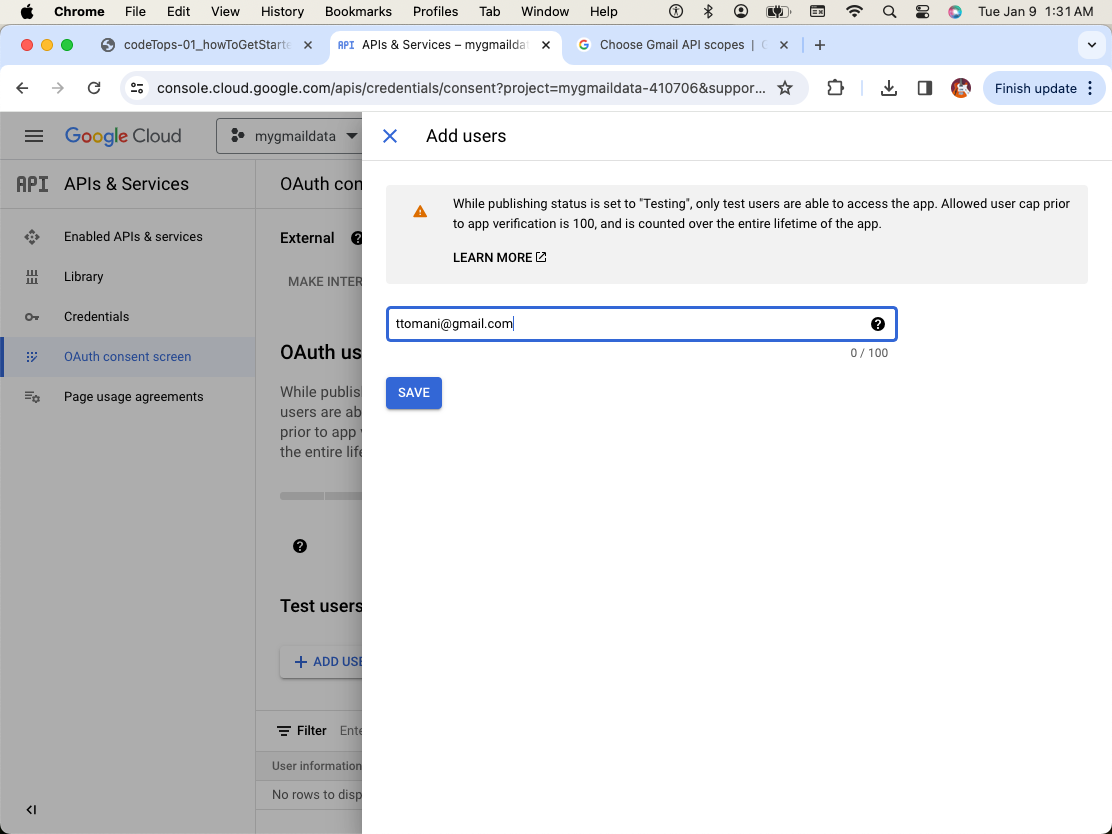 Chrome File Edit View History Bookmarks Profiles Tab Window Help Tue Jan 9 1:31 AM
codeTops-01_howToGetStarte
API APIs & Services – mygmaildat
Choose Gmail API scopes |
console.cloud.google.com/apis/credentials/consent?project=mygmaildata-410706&suppor...
Finish update
Google Cloud
mygmaildata
API APIs & Services
Enabled APIs & services
Library
Credentials
OAuth consent screen
Page usage agreements
OAuth con
External
MAKE INTER
OAuth us
While publis
users are ab
prior to app
the entire life
Test users
+ ADD USE
Filter Ente
User information
No rows to disp
Add users
While publishing status is set to "Testing", only test users are able to access the app. Allowed user cap prior
to app verification is 100, and is counted over the entire lifetime of the app.
LEARN MORE
ttomani@gmail.com
0 / 100
SAVE